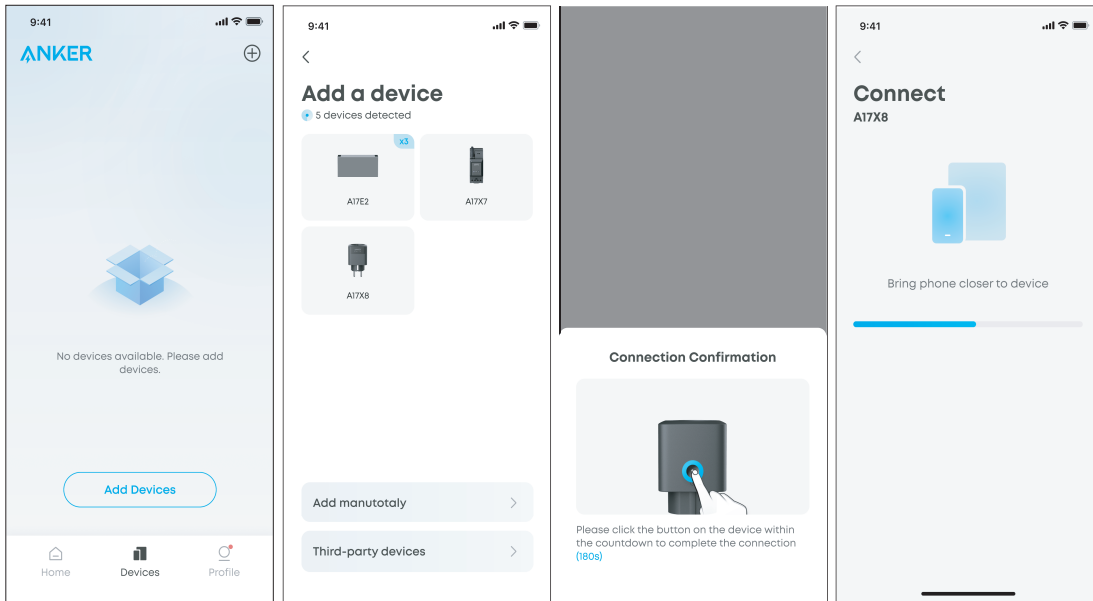 9:41
ANKER
No devices available. Please add
devices.
Add Devices
Home
Devices
Profile
9:41
Add a device
5 devices detected
x3
A17E2
A17X7
A17X8
Add manutotaly
Third-party devices
Connection Confirmation
Please click the button on the device within
the countdown to complete the connection
(180s)
9:41
Connect
A17X8
Bring phone closer to device